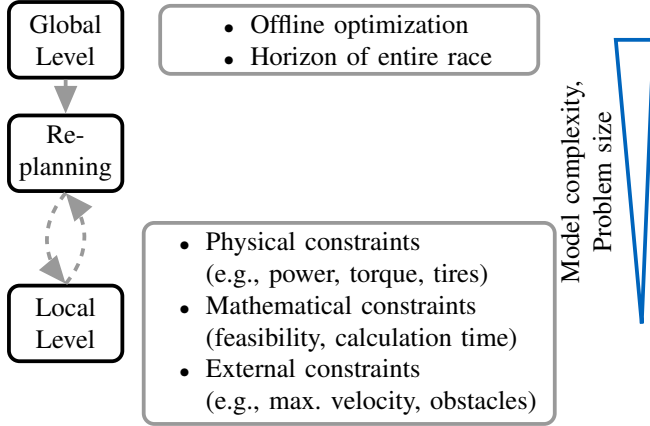 Global
Level
• Offline optimization
• Horizon of entire race
Re-
planning
Local
Level
• Physical constraints
(e.g., power, torque, tires)
• Mathematical constraints
(feasibility, calculation time)
• External constraints
(e.g., max. velocity, obstacles)
Model complexity,
Problem size